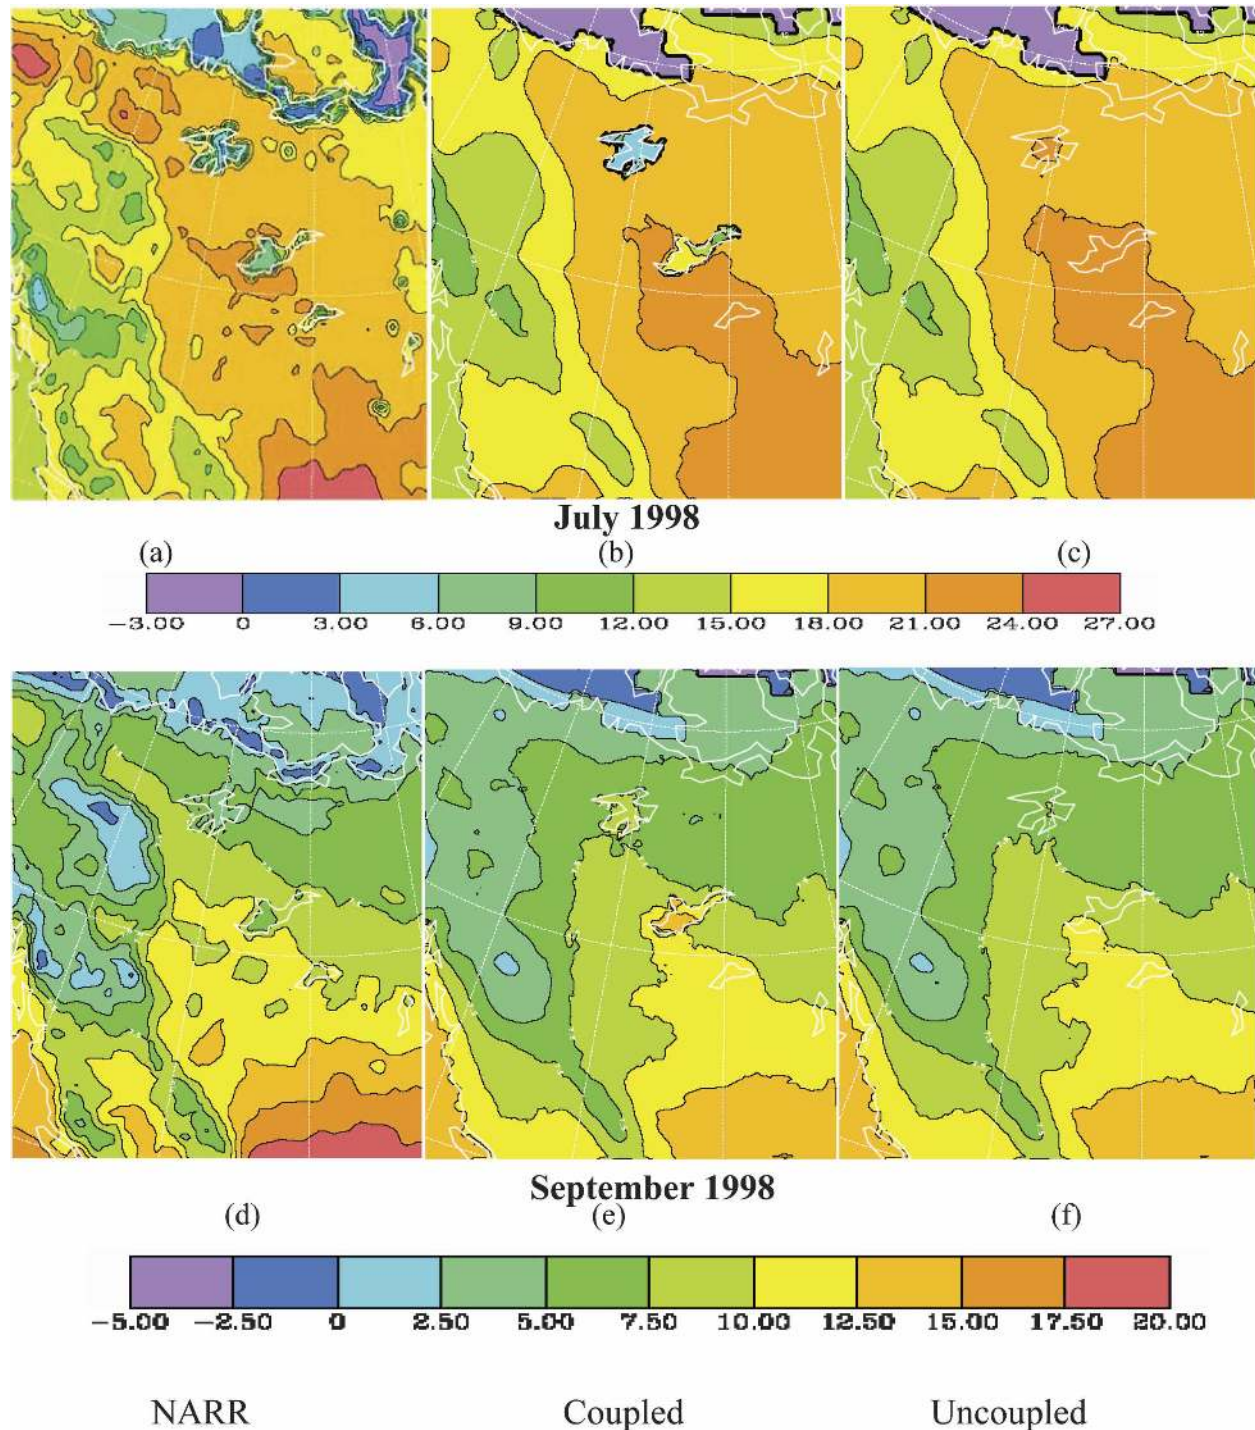 July 1998
(a) (b) (c)
−3.00 0 3.00 6.00 9.00 12.00 15.00 18.00 21.00 24.00 27.00
September 1998
(d) (e) (f)
−5.00 −2.50 0 2.50 5.00 7.50 10.00 12.50 15.00 17.50 20.00
NARR Coupled Uncoupled